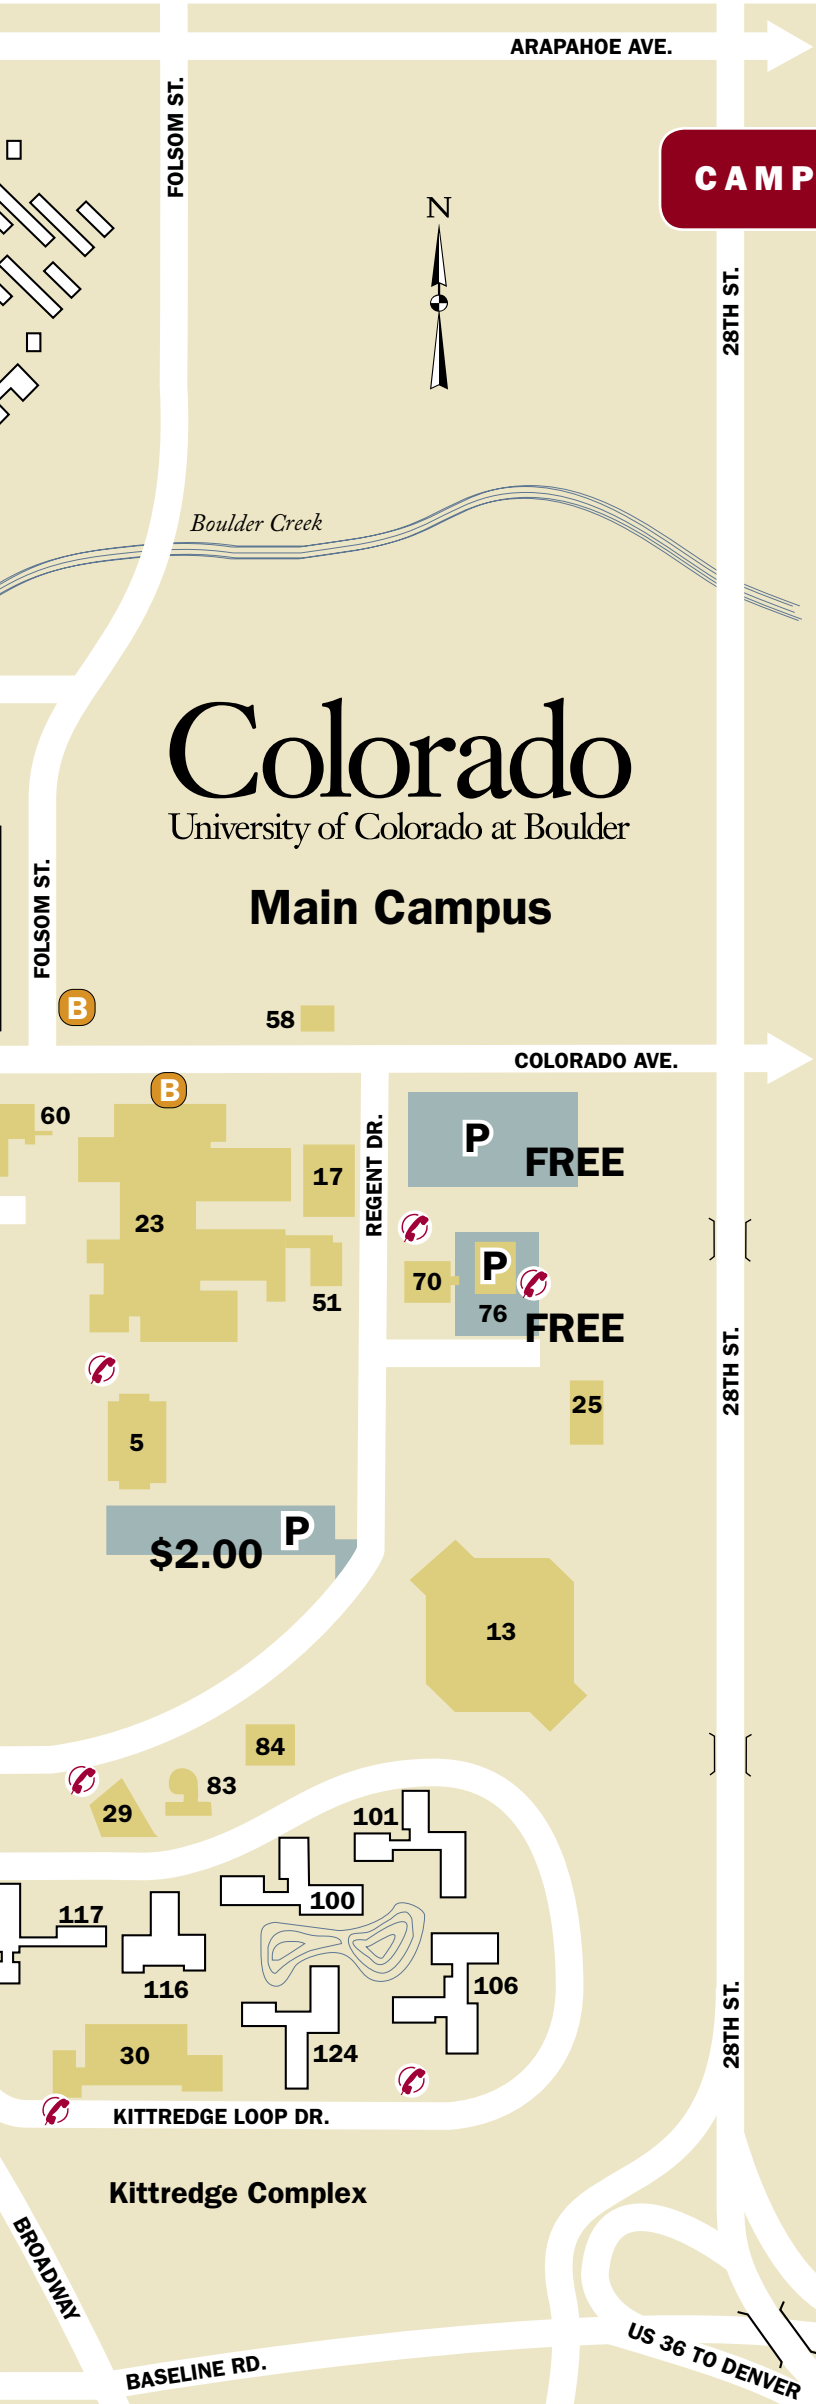 ARAPAHOE AVE.
FOLSOM ST.
CAMP
N
28TH ST.
Boulder Creek
Colorado
University of Colorado at Boulder
Main Campus
FOLSOM ST.
B
58
COLORADO AVE.
B
60
REGENT DR.
P
FREE
17
23
70
P
76
51
FREE
28TH ST.
25
5
P
$2.00
13
84
83
29
101
100
117
116
106
30
124
28TH ST.
KITTREDGE LOOP DR.
Kittredge Complex
BROADWAY
US 36 TO DENVER
BASELINE RD.